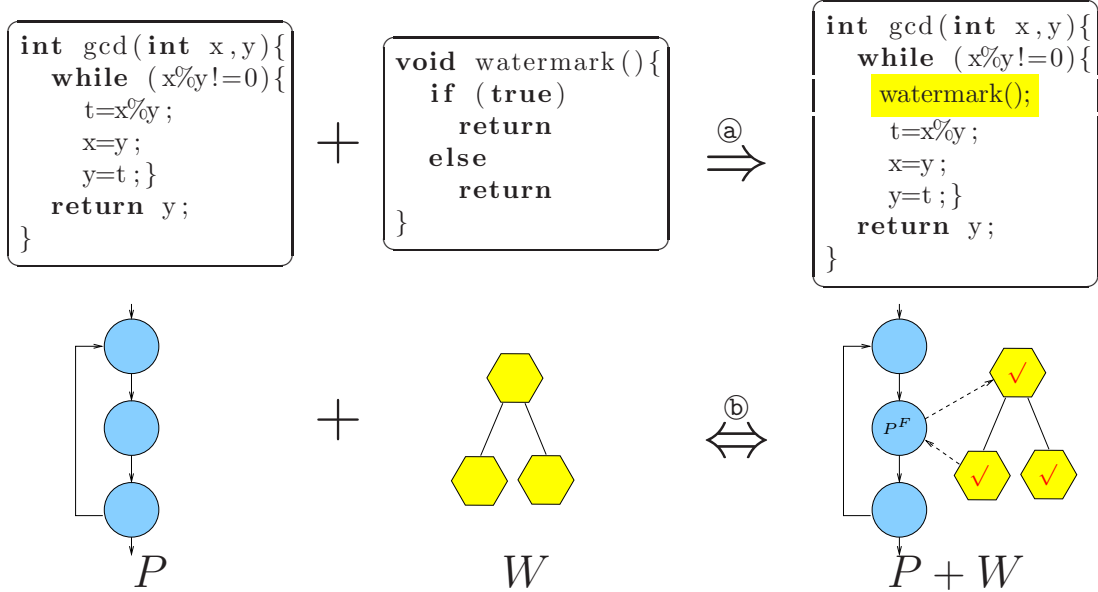 int gcd(int x,y){
while (x%y!=0){
t=x%y;
x=y;
y=t;}
return y;
}
+
void watermark(){
if (true)
return
else
return
}
ⓐ
⇒
int gcd(int x,y){
while (x%y!=0){
watermark();
t=x%y;
x=y;
y=t;}
return y;
}
+
ⓑ
⇔
P^F
√
√ √
P
W
P + W